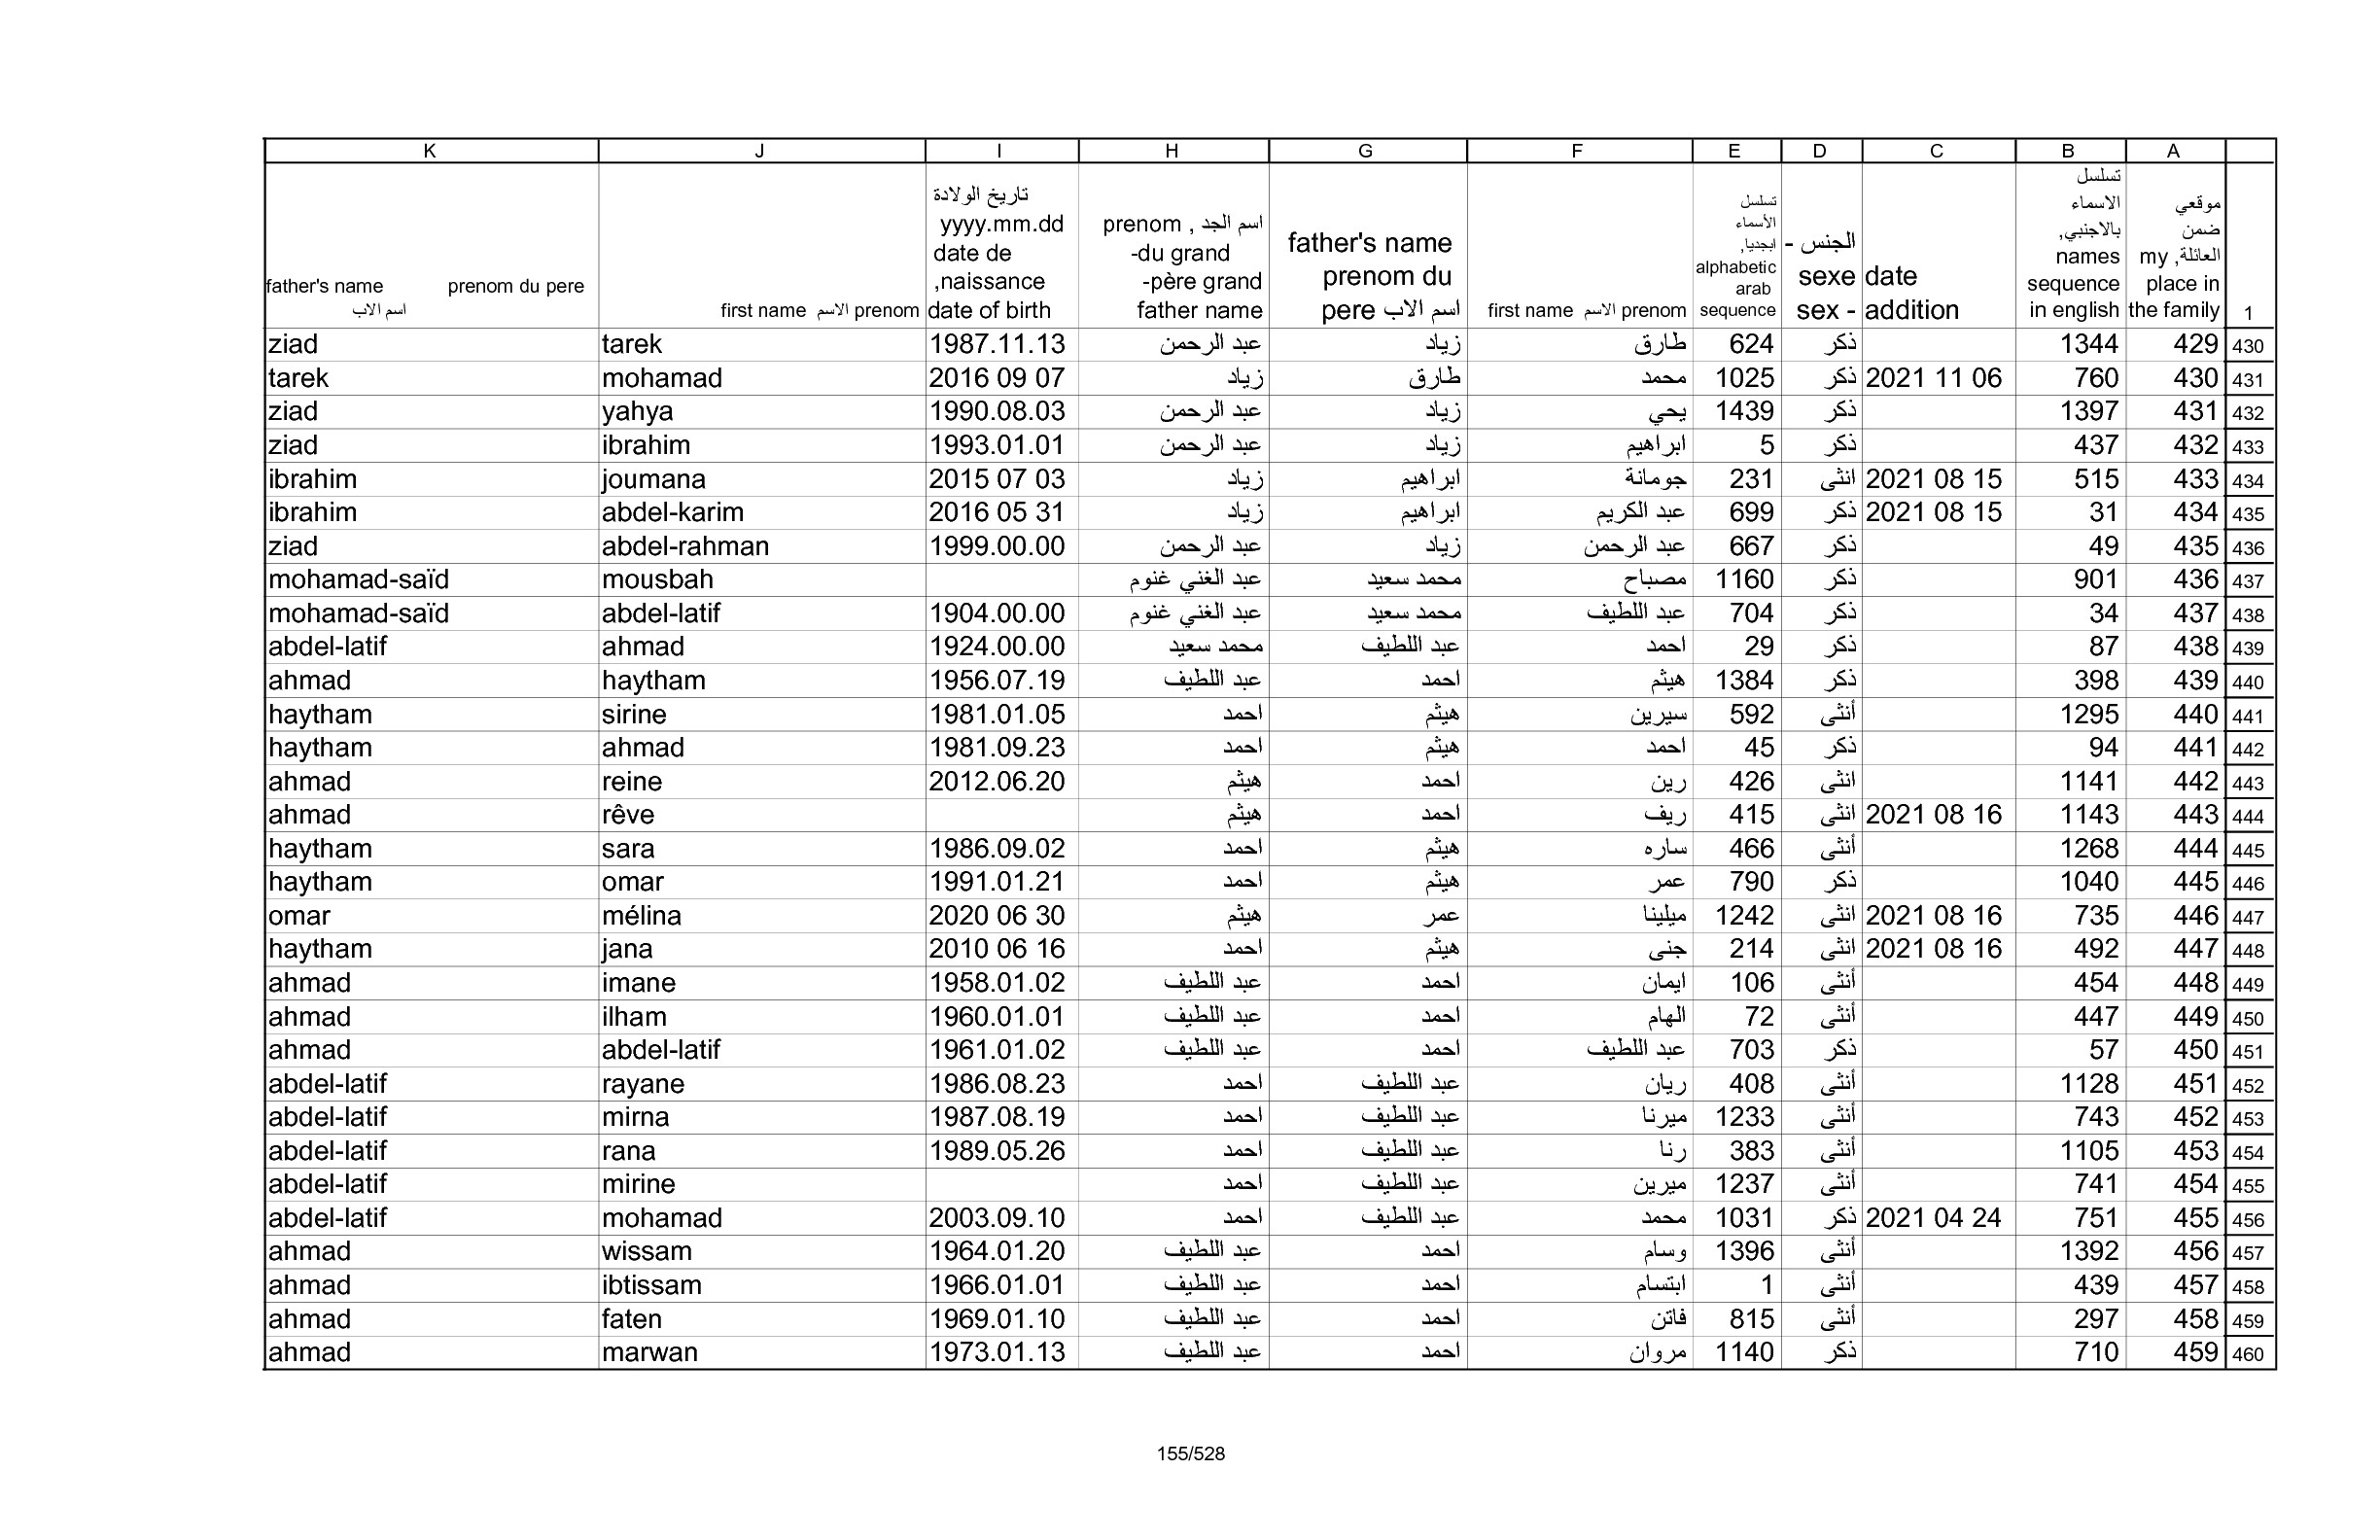 K J I H G F E D C B A
father's name prenom du pere اسم الاب
first name الاسم prenom
تاريخ الولادة yyyy.mm.dd date de naissance, date of birth
اسم الجد , prenom du grand-père grand-father name
father's name prenom du pere اسم الاب
first name الاسم prenom
تسلسل الأسماء ابجديا, alphabetic arab sequence
الجنس - sexe sex -
date addition
تسلسل الاسماء بالاجنبي, names sequence in english
موقعي ضمن العائلة, my place in the family
1
ziad tarek 1987.11.13 عبد الرحمن زياد طارق 624 ذكر 1344 429 430
tarek mohamad 2016 09 07 زياد طارق محمد 1025 ذكر 2021 11 06 760 430 431
ziad yahya 1990.08.03 عبد الرحمن زياد يحي 1439 ذكر 1397 431 432
ziad ibrahim 1993.01.01 عبد الرحمن زياد ابراهيم 5 ذكر 437 432 433
ibrahim joumana 2015 07 03 زياد ابراهيم جومانة 231 انثى 2021 08 15 515 433 434
ibrahim abdel-karim 2016 05 31 زياد ابراهيم عبد الكريم 699 ذكر 2021 08 15 31 434 435
ziad abdel-rahman 1999.00.00 عبد الرحمن زياد عبد الرحمن 667 ذكر 49 435 436
mohamad-saïd mousbah عبد الغني غنوم محمد سعيد مصباح 1160 ذكر 901 436 437
mohamad-saïd abdel-latif 1904.00.00 عبد الغني غنوم محمد سعيد عبد اللطيف 704 ذكر 34 437 438
abdel-latif ahmad 1924.00.00 محمد سعيد عبد اللطيف احمد 29 ذكر 87 438 439
ahmad haytham 1956.07.19 عبد اللطيف احمد هيثم 1384 ذكر 398 439 440
haytham sirine 1981.01.05 احمد هيثم سيرين 592 أنثى 1295 440 441
haytham ahmad 1981.09.23 احمد هيثم احمد 45 ذكر 94 441 442
ahmad reine 2012.06.20 هيثم احمد رين 426 انثى 1141 442 443
ahmad rêve هيثم احمد ريف 415 انثى 2021 08 16 1143 443 444
haytham sara 1986.09.02 احمد هيثم ساره 466 أنثى 1268 444 445
haytham omar 1991.01.21 احمد هيثم عمر 790 ذكر 1040 445 446
omar mélina 2020 06 30 هيثم عمر ميلينا 1242 انثى 2021 08 16 735 446 447
haytham jana 2010 06 16 احمد هيثم جنى 214 انثى 2021 08 16 492 447 448
ahmad imane 1958.01.02 عبد اللطيف احمد ايمان 106 أنثى 454 448 449
ahmad ilham 1960.01.01 عبد اللطيف احمد الهام 72 أنثى 447 449 450
ahmad abdel-latif 1961.01.02 عبد اللطيف احمد عبد اللطيف 703 ذكر 57 450 451
abdel-latif rayane 1986.08.23 احمد عبد اللطيف ريان 408 أنثى 1128 451 452
abdel-latif mirna 1987.08.19 احمد عبد اللطيف ميرنا 1233 أنثى 743 452 453
abdel-latif rana 1989.05.26 احمد عبد اللطيف رنا 383 أنثى 1105 453 454
abdel-latif mirine احمد عبد اللطيف ميرين 1237 أنثى 741 454 455
abdel-latif mohamad 2003.09.10 احمد عبد اللطيف محمد 1031 ذكر 2021 04 24 751 455 456
ahmad wissam 1964.01.20 عبد اللطيف احمد وسام 1396 أنثى 1392 456 457
ahmad ibtissam 1966.01.01 عبد اللطيف احمد ابتسام 1 أنثى 439 457 458
ahmad faten 1969.01.10 عبد اللطيف احمد فاتن 815 أنثى 297 458 459
ahmad marwan 1973.01.13 عبد اللطيف احمد مروان 1140 ذكر 710 459 460
155/528